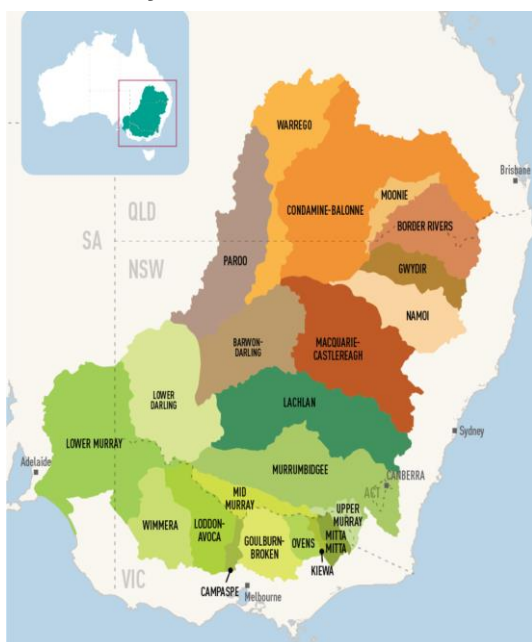 WARREGO
Brisbane
MOONIE
QLD
CONDAMINE-BALONNE
BORDER RIVERS
SA
NSW
PAROO
GWYDIR
NAMOI
BARWON-
DARLING
MACQUARIE-
CASTLEREAGH
LOWER
DARLING
LACHLAN
Sydney
LOWER MURRAY
Adelaide
MURRUMBIDGEE
CANBERRA
ACT
MID
MURRAY
UPPER
MURRAY
WIMMERA
LODDON-
AVOCA
GOULBURN-
BROKEN
OVENS
MITTA
MITTA
KIEWA
VIC
CAMPASPE
Melbourne